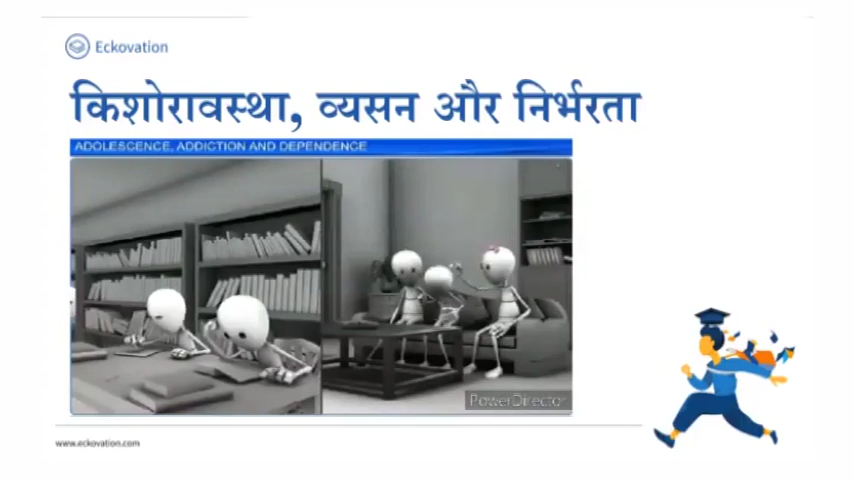 Eckovation
किशोरावस्था, व्यसन और निर्भरता
ADOLESCENCE, ADDICTION AND DEPENDENCE
PowerDirector
www.eckovation.com